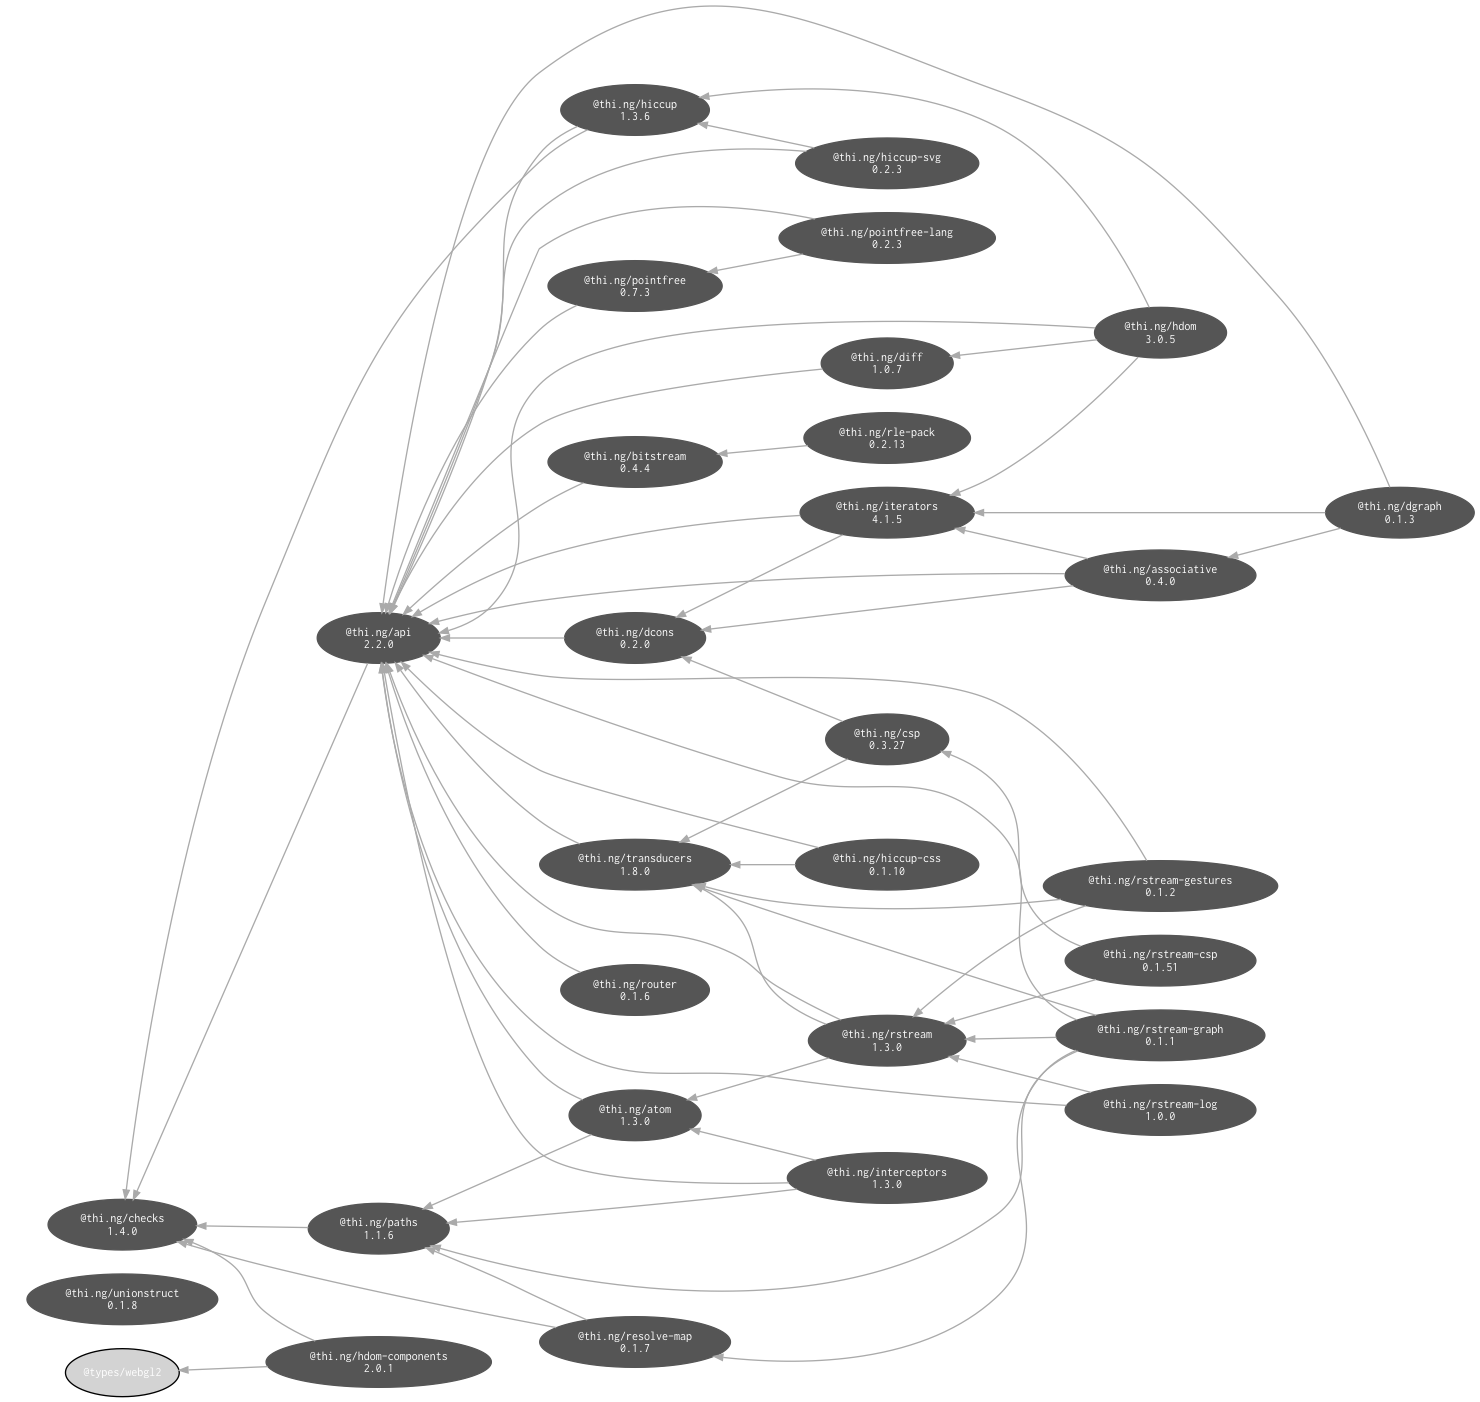 @thi.ng/hiccup
1.3.6
@thi.ng/hiccup-svg
0.2.3
@thi.ng/pointfree-lang
0.2.3
@thi.ng/pointfree
0.7.3
@thi.ng/hdom
3.0.5
@thi.ng/diff
1.0.7
@thi.ng/rle-pack
0.2.13
@thi.ng/bitstream
0.4.4
@thi.ng/iterators
4.1.5
@thi.ng/dgraph
0.1.3
@thi.ng/associative
0.4.0
@thi.ng/api
2.2.0
@thi.ng/dcons
0.2.0
@thi.ng/csp
0.3.27
@thi.ng/transducers
1.8.0
@thi.ng/hiccup-css
0.1.10
@thi.ng/rstream-gestures
0.1.2
@thi.ng/rstream-csp
0.1.51
@thi.ng/router
0.1.6
@thi.ng/rstream
1.3.0
@thi.ng/rstream-graph
0.1.1
@thi.ng/atom
1.3.0
@thi.ng/rstream-log
1.0.0
@thi.ng/interceptors
1.3.0
@thi.ng/checks
1.4.0
@thi.ng/paths
1.1.6
@thi.ng/unionstruct
0.1.8
@thi.ng/resolve-map
0.1.7
@thi.ng/hdom-components
2.0.1
@types/webgl2